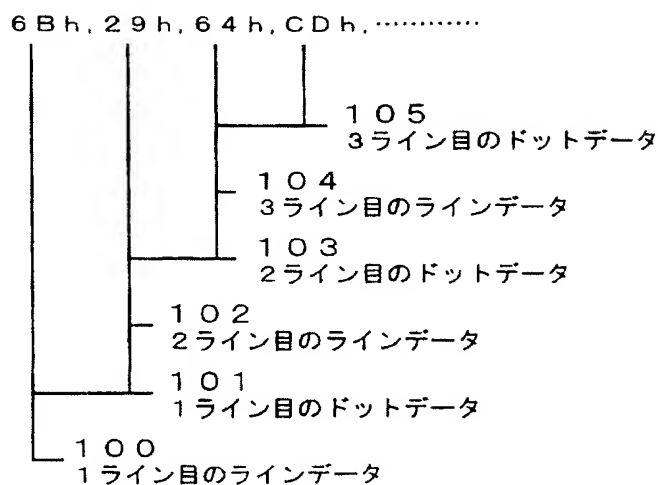 ６Ｂｈ，２９ｈ，６４ｈ，ＣＤｈ，…………
１０５
３ライン目のドットデータ
１０４
３ライン目のラインデータ
１０３
２ライン目のドットデータ
１０２
２ライン目のラインデータ
１０１
１ライン目のドットデータ
１００
１ライン目のラインデータ